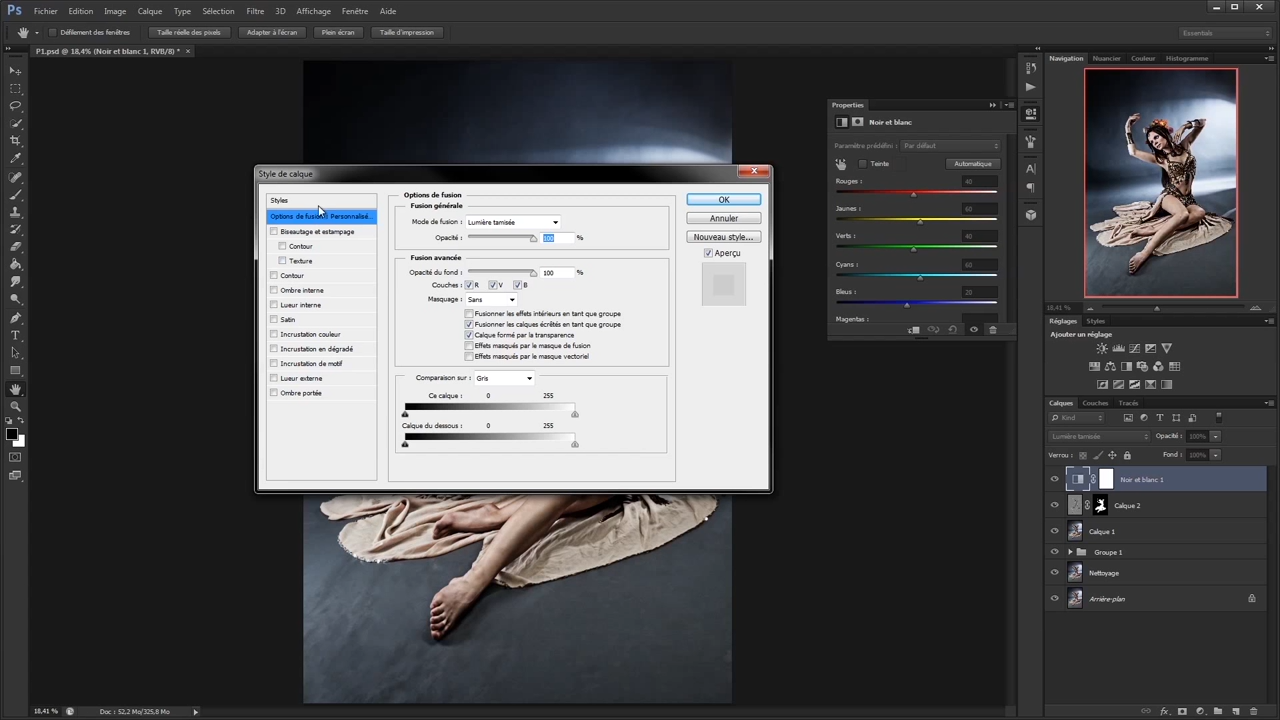 Ps
Fichier Edition Image Calque Type Sélection Filtre 3D Affichage Fenêtre Aide
Défilement des fenêtres Taille réelle des pixels Adapter à l'écran Plein écran Taille d'impression Essentials
P1.psd @ 18,4% (Noir et blanc 1, RVB/8) * ×
Navigation Nuancier Couleur Histogramme
Properties
Noir et blanc
Paramètre prédéfini : Par défaut
Teinte Automatique
Rouges : 40
Jaunes : 60
Verts : 40
Cyans : 60
Bleus : 20
Magentas :
Style de calque
Styles
Options de fusion : Personnalisé...
Biseautage et estampage
Contour
Texture
Contour
Ombre interne
Lueur interne
Satin
Incrustation couleur
Incrustation en dégradé
Incrustation de motif
Lueur externe
Ombre portée
Options de fusion
Fusion générale
Mode de fusion : Lumière tamisée
Opacité : 100 %
Fusion avancée
Opacité du fond : 100 %
Couches : R V B
Masquage : Sans
Fusionner les effets intérieurs en tant que groupe
Fusionner les calques écrêtés en tant que groupe
Calque formé par la transparence
Effets masqués par le masque de fusion
Effets masqués par le masque vectoriel
Comparaison sur : Gris
Ce calque : 0 255
Calque du dessous : 0 255
OK
Annuler
Nouveau style...
Aperçu
18,41 %
Réglages Styles
Ajouter un réglage
Calques Couches Tracés
Kind
Lumière tamisée Opacité : 100%
Verrou : Fond : 100%
Noir et blanc 1
Calque 2
Calque 1
Groupe 1
Nettoyage
Arrière-plan
18,41 % Doc : 52,2 Mo/325,8 Mo
fx